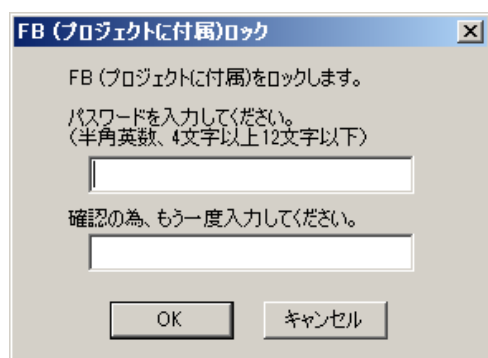 FB (プロジェクトに付属)ロック
FB (プロジェクトに付属)をロックします。
パスワードを入力してください。
(半角英数、4文字以上12文字以下)
確認の為、もう一度入力してください。
OK
キャンセル